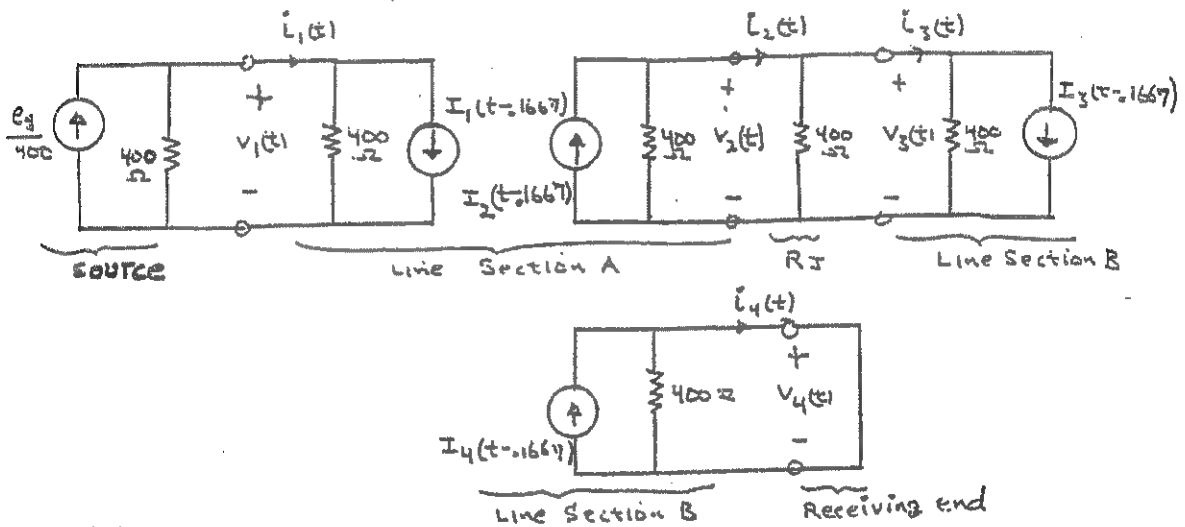 i₁(t) i₂(t) i₃(t)
e_g/400
400 Ω
+ v₁(t) −
400 Ω
I₁(t-.1667)
I₂(t-.1667)
400 Ω
+ v₂(t) −
400 Ω
+ v₃(t) −
400 Ω
I₃(t-.1667)
SOURCE
Line Section A
RJ
Line Section B
i₄(t)
I₄(t-.1667)
400 Ω
+ v₄(t) −
Line Section B
Receiving End